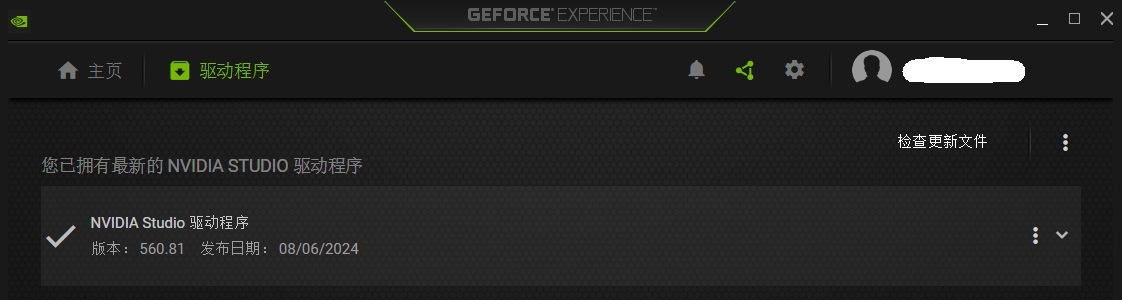 GEFORCE® EXPERIENCE™
主页 驱动程序
检查更新文件
您已拥有最新的 NVIDIA STUDIO 驱动程序
NVIDIA Studio 驱动程序
版本： 560.81 发布日期： 08/06/2024